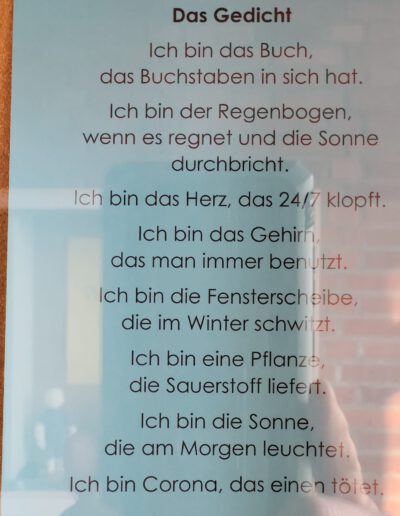 Das Gedicht
Ich bin das Buch,
das Buchstaben in sich hat.
Ich bin der Regenbogen,
wenn es regnet und die Sonne
durchbricht.
Ich bin das Herz, das 24/7 klopft.
Ich bin das Gehirn,
das man immer benutzt.
Ich bin die Fensterscheibe,
die im Winter schwitzt.
Ich bin eine Pflanze,
die Sauerstoff liefert.
Ich bin die Sonne,
die am Morgen leuchtet.
Ich bin Corona, das einen tötet.